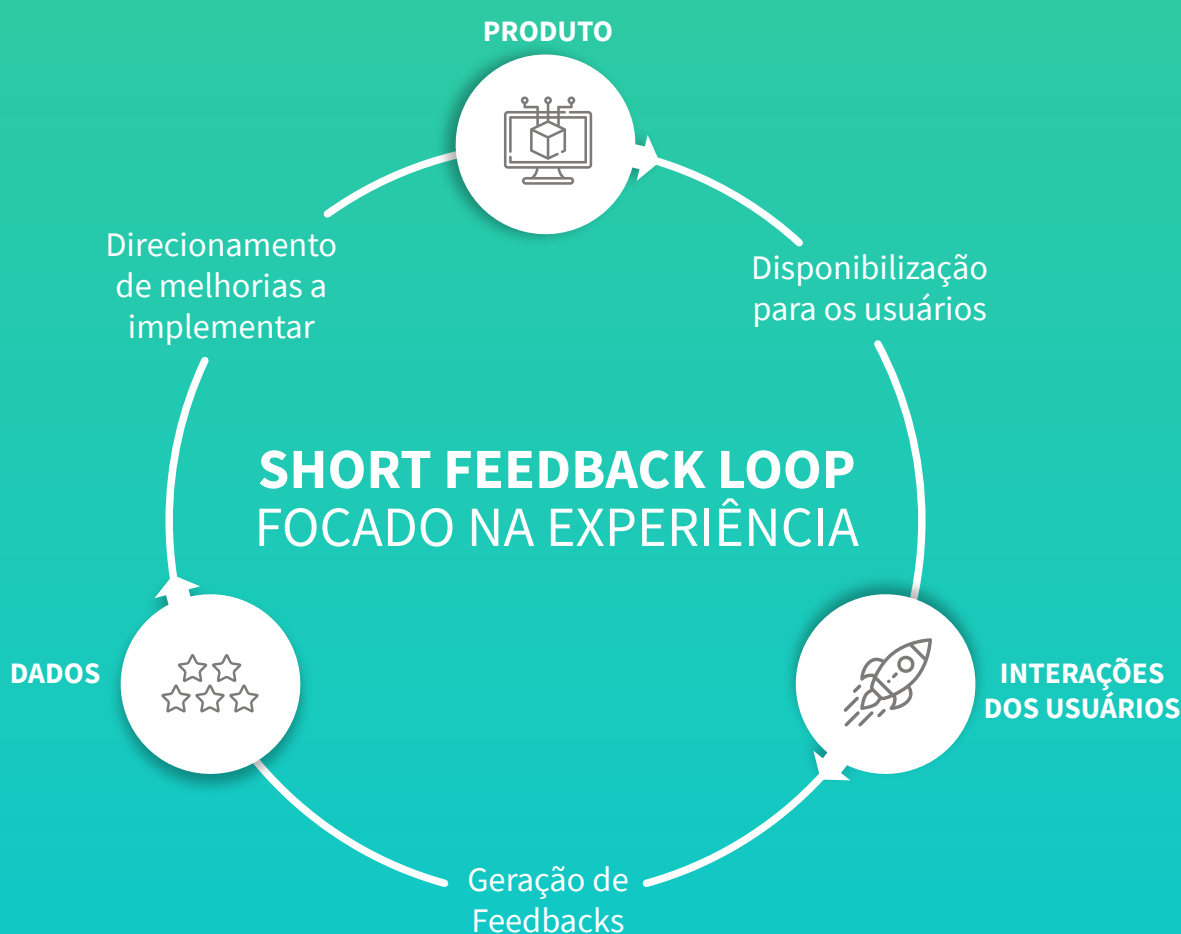 PRODUTO
Direcionamento
de melhorias a
implementar
Disponibilização
para os usuários
SHORT FEEDBACK LOOP
FOCADO NA EXPERIÊNCIA
DADOS
INTERAÇÕES
DOS USUÁRIOS
Geração de
Feedbacks